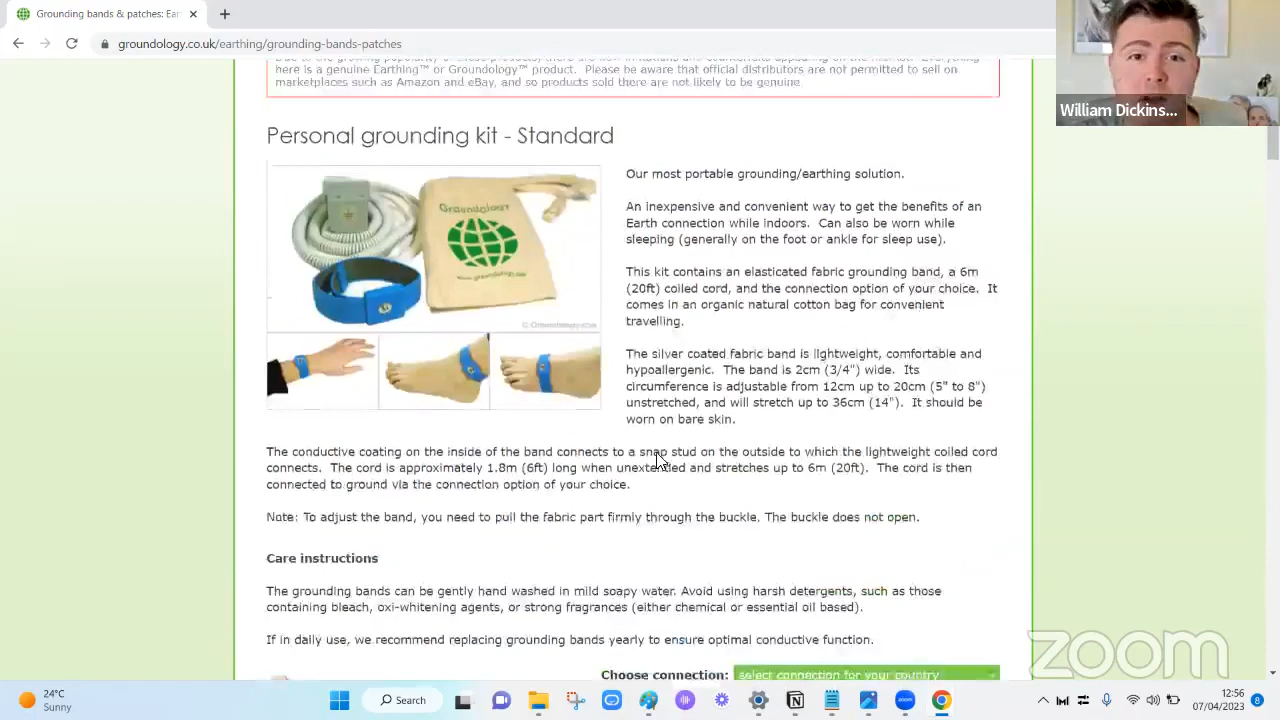 Grounding bands & patches: Ear
groundology.co.uk/earthing/grounding-bands-patches
here is a genuine Earthing™ or Groundology™ product. Please be aware that official distributors are not permitted to sell on
marketplaces such as Amazon and eBay, and so products sold there are not likely to be genuine.
William Dickins...
Personal grounding kit - Standard
Groundology
www.groundology.com
© Groundology.com
Our most portable grounding/earthing solution.
An inexpensive and convenient way to get the benefits of an
Earth connection while indoors. Can also be worn while
sleeping (generally on the foot or ankle for sleep use).
This kit contains an elasticated fabric grounding band, a 6m
(20ft) coiled cord, and the connection option of your choice. It
comes in an organic natural cotton bag for convenient
travelling.
The silver coated fabric band is lightweight, comfortable and
hypoallergenic. The band is 2cm (3/4") wide. Its
circumference is adjustable from 12cm up to 20cm (5" to 8")
unstretched, and will stretch up to 36cm (14"). It should be
worn on bare skin.
The conductive coating on the inside of the band connects to a snap stud on the outside to which the lightweight coiled cord
connects. The cord is approximately 1.8m (6ft) long when unextended and stretches up to 6m (20ft). The cord is then
connected to ground via the connection option of your choice.
Note: To adjust the band, you need to pull the fabric part firmly through the buckle. The buckle does not open.
Care instructions
The grounding bands can be gently hand washed in mild soapy water. Avoid using harsh detergents, such as those
containing bleach, oxi-whitening agents, or strong fragrances (either chemical or essential oil based).
If in daily use, we recommend replacing grounding bands yearly to ensure optimal conductive function.
Choose connection: select connection for your country
zoom
24°C
Sunny
Search
zoom
12:56
07/04/2023
8